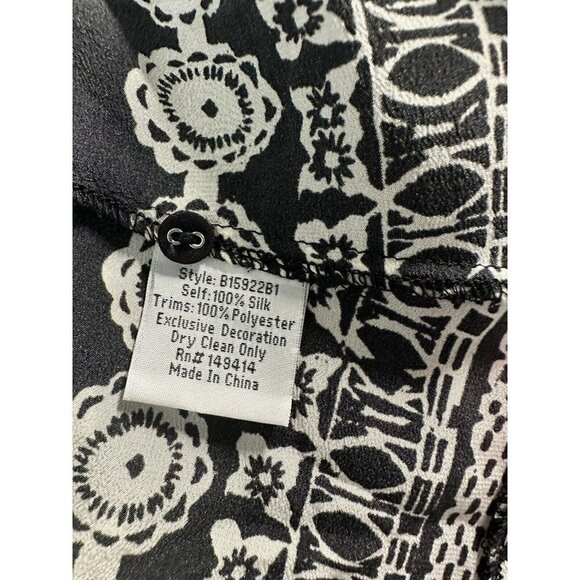 Style: B15922B1
Self:100% Silk
Trims:100% Polyester
Exclusive Decoration
Dry Clean Only
Rn# 149414
Made In China